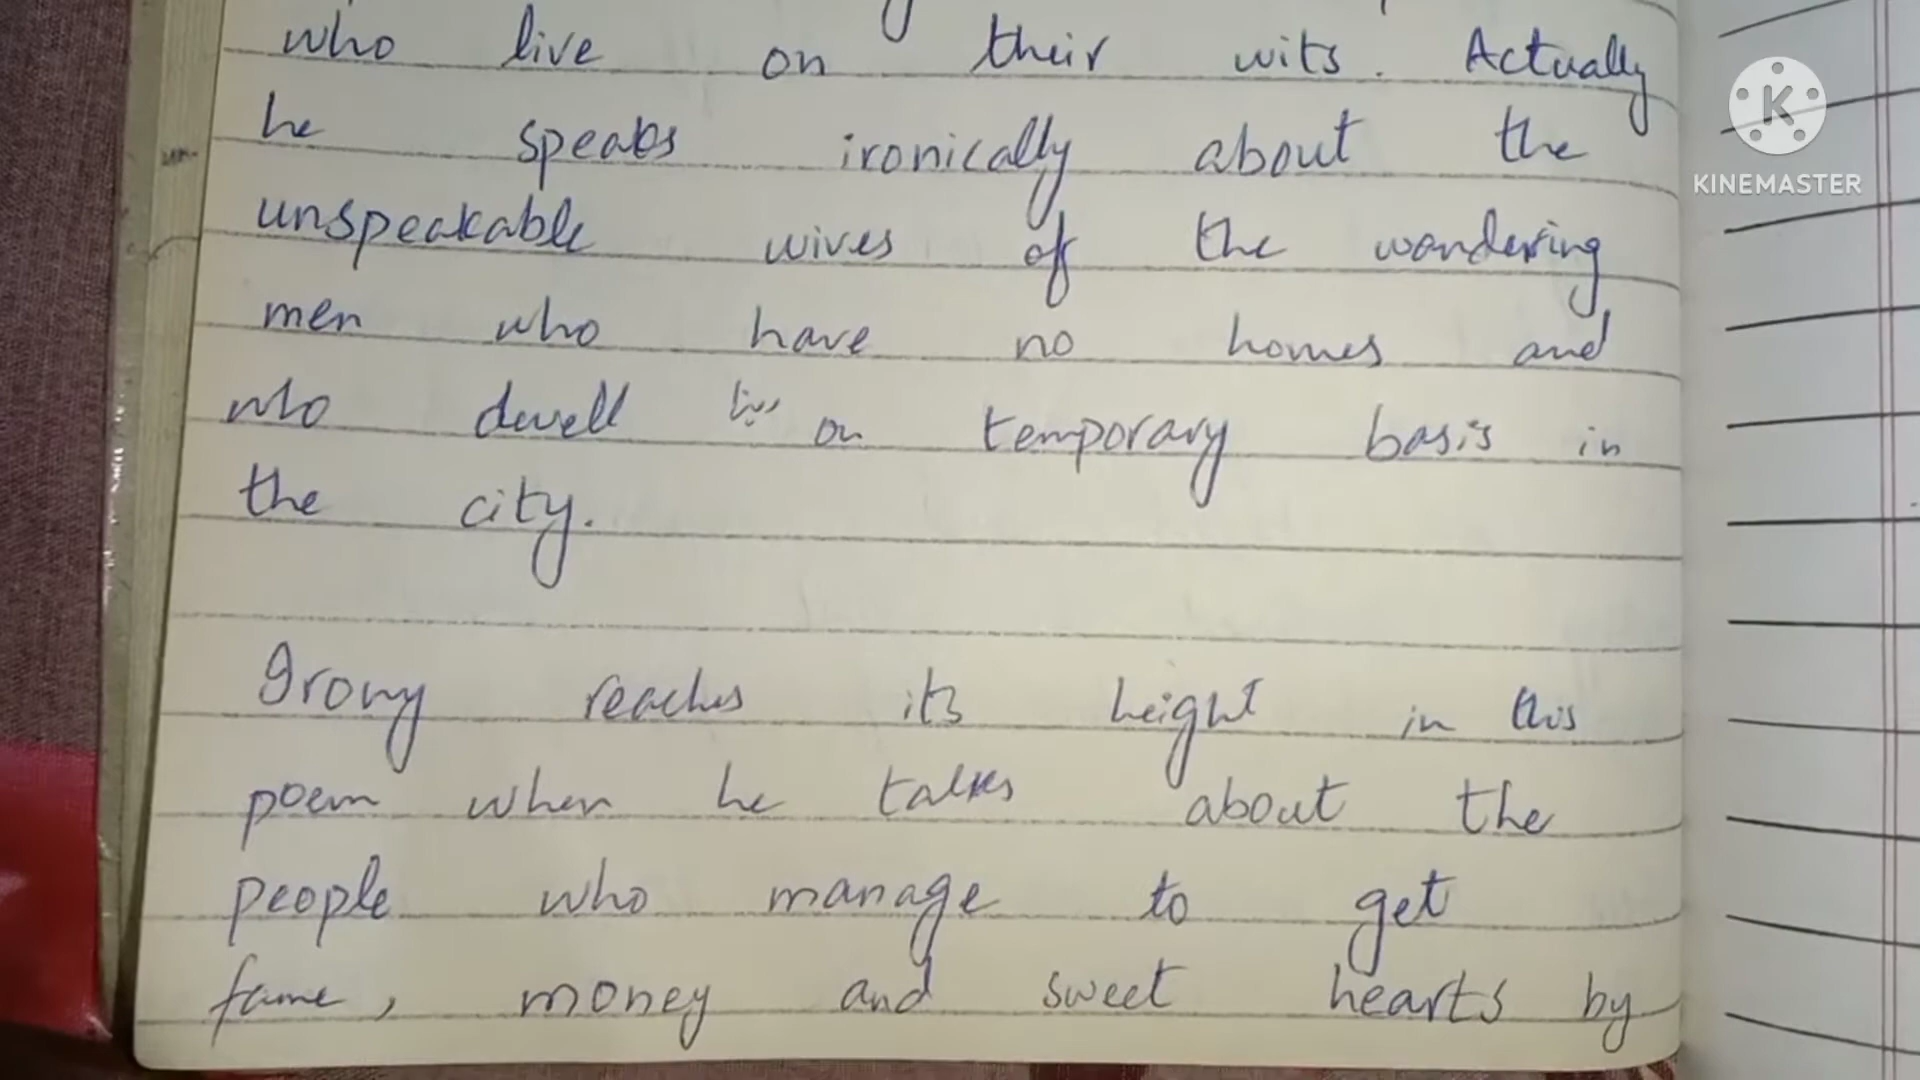 who live on their wits. Actually
he speaks ironically about the
unspeakable wives of the wandering
men who have no homes and
who dwell on temporary basis in
the city.
Irony reaches its height in this
poem when he talks about the
people who manage to get
fame, money and sweet hearts by
KINEMASTER